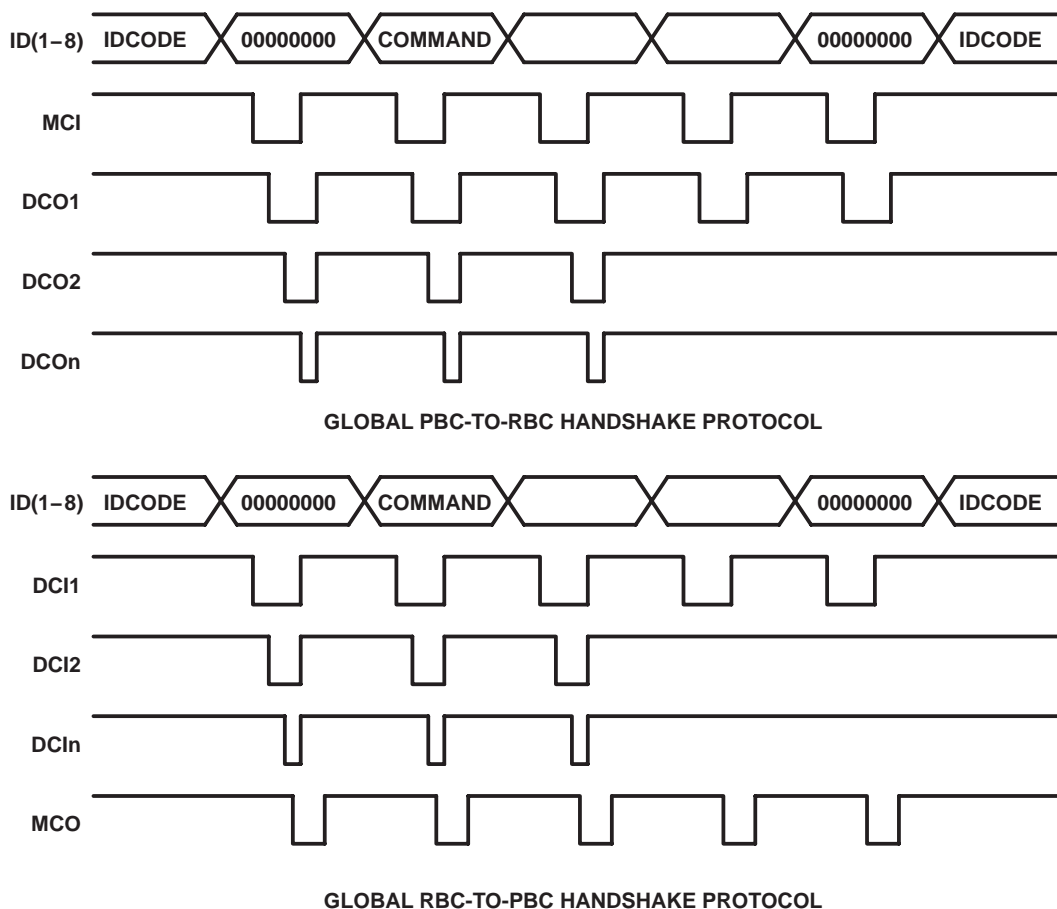 ID(1–8) IDCODE 00000000 COMMAND 00000000 IDCODE
MCI
DCO1
DCO2
DCOn
GLOBAL PBC-TO-RBC HANDSHAKE PROTOCOL
ID(1–8) IDCODE 00000000 COMMAND 00000000 IDCODE
DCI1
DCI2
DCIn
MCO
GLOBAL RBC-TO-PBC HANDSHAKE PROTOCOL